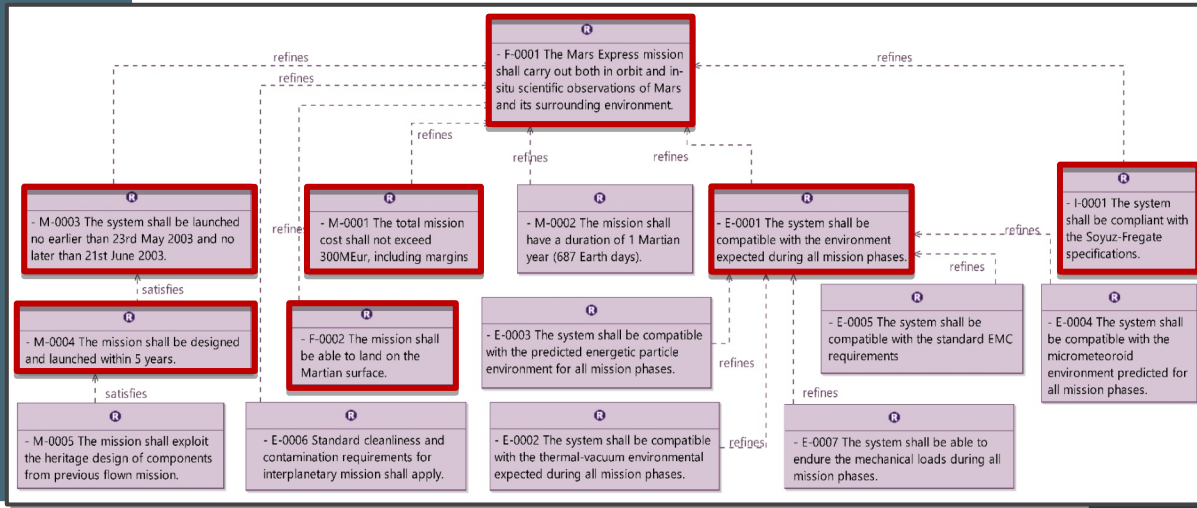 R
- F-0001 The Mars Express mission
shall carry out both in orbit and in-
situ scientific observations of Mars
and its surrounding environment.
refines
refines
refines
refines
refines
refines
refines
R
- M-0003 The system shall be launched
no earlier than 23rd May 2003 and no
later than 21st June 2003.
R
- M-0001 The total mission
cost shall not exceed
300MEur, including margins
R
- M-0002 The mission shall
have a duration of 1 Martian
year (687 Earth days).
R
- E-0001 The system shall be
compatible with the environment
expected during all mission phases.
R
- I-0001 The system
shall be compliant with
the Soyuz-Fregate
specifications.
refines
refines
satisfies
R
- M-0004 The mission shall be designed
and launched within 5 years.
R
- F-0002 The mission shall
be able to land on the
Martian surface.
R
- E-0003 The system shall be compatible
with the predicted energetic particle
environment for all mission phases.
R
- E-0005 The system shall be
compatible with the standard EMC
requirements
R
- E-0004 The system shall
be compatible with the
micrometeoroid
environment predicted for
all mission phases.
refines
satisfies
refines
R
- M-0005 The mission shall exploit
the heritage design of components
from previous flown mission.
R
- E-0006 Standard cleanliness and
contamination requirements for
interplanetary mission shall apply.
R
- E-0002 The system shall be compatible
with the thermal-vacuum environmental
expected during all mission phases.
refines
R
- E-0007 The system shall be able to
endure the mechanical loads during all
mission phases.